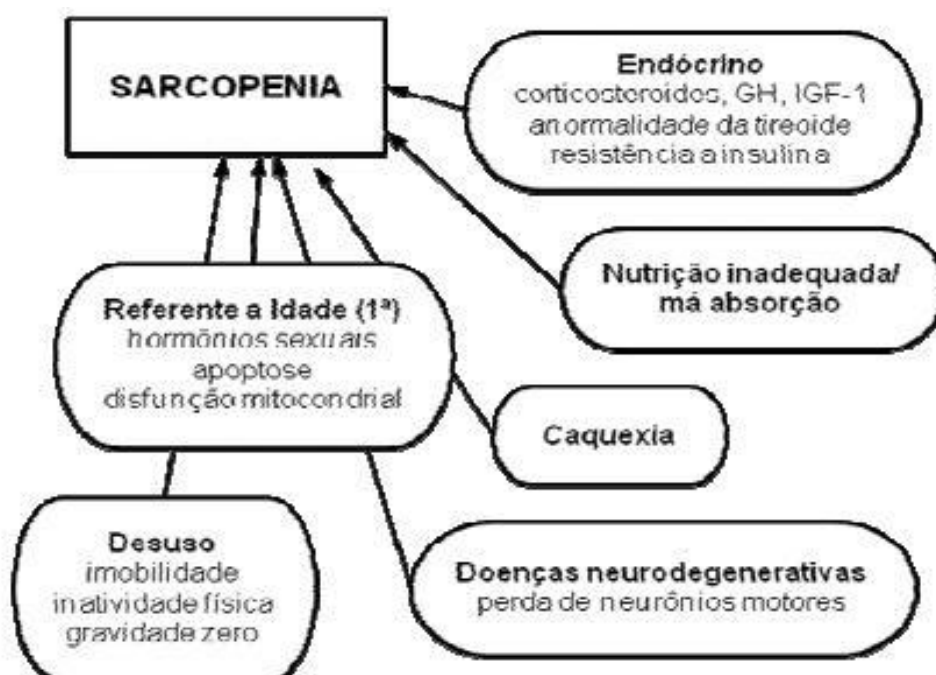 SARCOPENIA
Endócrino
corticosteroides, GH, IGF-1
anormalidade da tireoide
resistência a insulina
Nutrição inadequada/
má absorção
Referente a Idade (1ª)
hormônios sexuais
apoptose
disfunção mitocondrial
Caquexia
Desuso
imobilidade
inatividade física
gravidade zero
Doenças neurodegenerativas
perda de neurônios motores